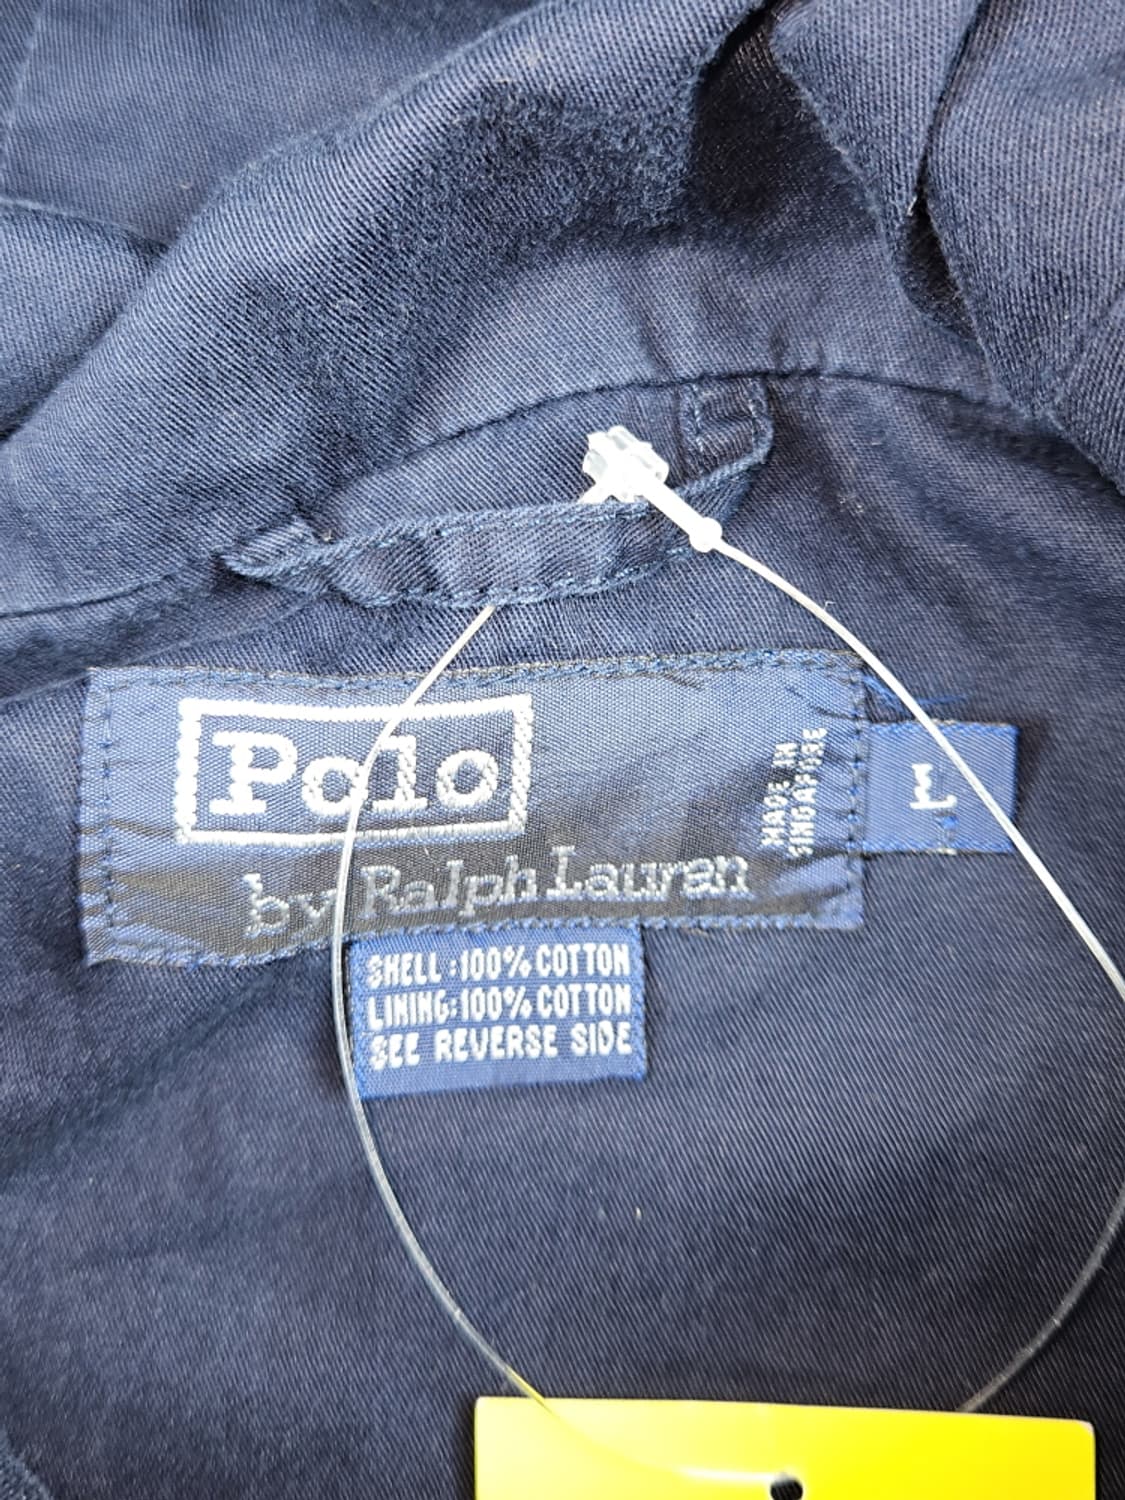 Polo
by Ralph Lauren
MADE IN
SINGAPORE
L
SHELL:100% COTTON
LINING:100% COTTON
SEE REVERSE SIDE